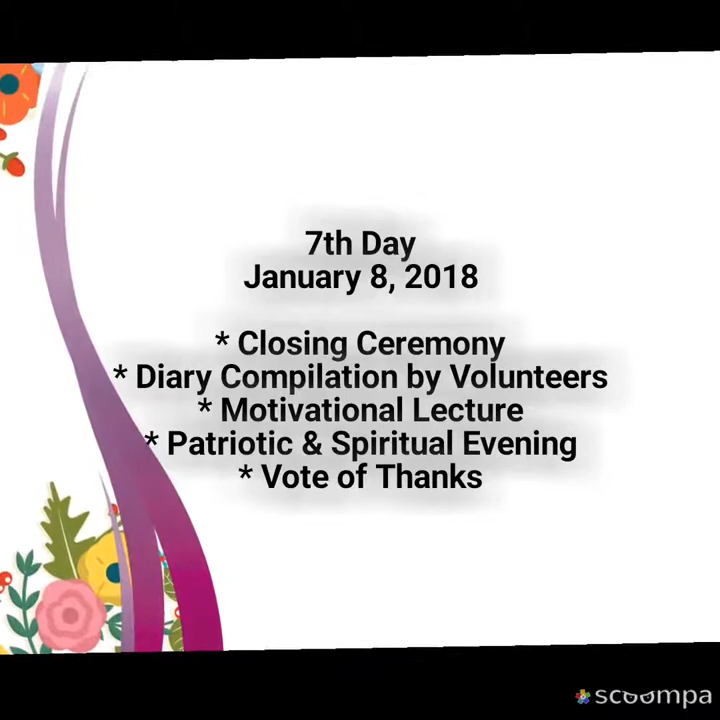 7th Day
January 8, 2018
* Closing Ceremony
* Diary Compilation by Volunteers
* Motivational Lecture
* Patriotic & Spiritual Evening
* Vote of Thanks
scoompa